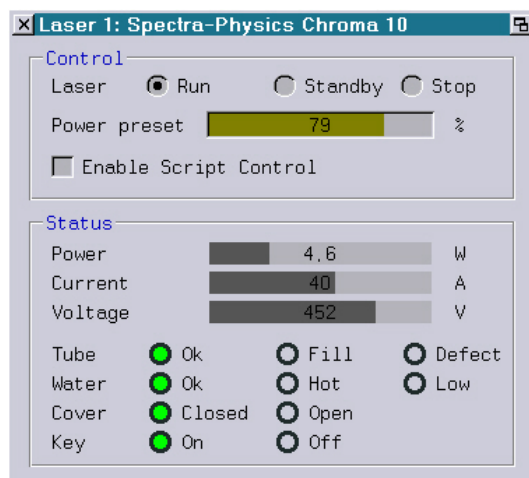 Laser 1: Spectra-Physics Chroma 10
Control
Laser Run Standby Stop
Power preset 79 %
Enable Script Control
Status
Power 4.6 W
Current 40 A
Voltage 452 V
Tube Ok Fill Defect
Water Ok Hot Low
Cover Closed Open
Key On Off